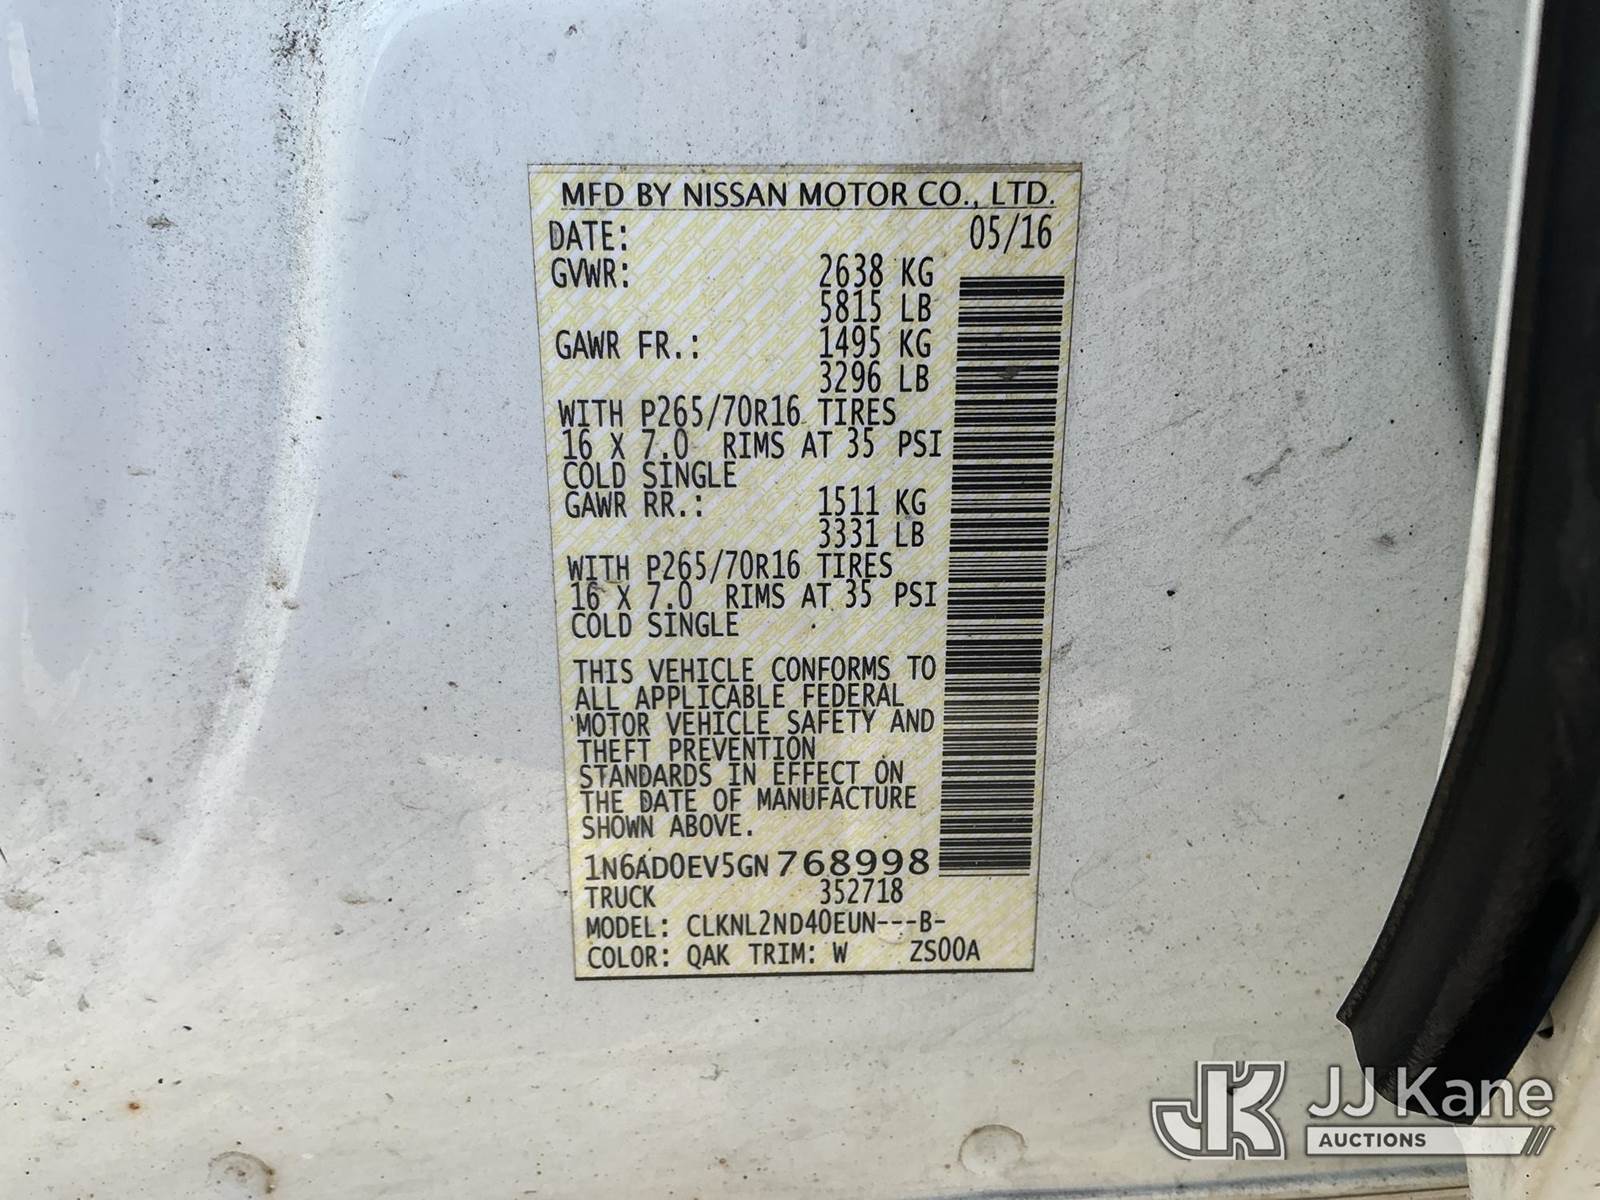 MFD BY NISSAN MOTOR CO., LTD.
DATE: 05/16
GVWR: 2638 KG
5815 LB
GAWR FR.: 1495 KG
3296 LB
WITH P265/70R16 TIRES
16 X 7.0 RIMS AT 35 PSI
COLD SINGLE
GAWR RR.: 1511 KG
3331 LB
WITH P265/70R16 TIRES
16 X 7.0 RIMS AT 35 PSI
COLD SINGLE
THIS VEHICLE CONFORMS TO
ALL APPLICABLE FEDERAL
MOTOR VEHICLE SAFETY AND
THEFT PREVENTION
STANDARDS IN EFFECT ON
THE DATE OF MANUFACTURE
SHOWN ABOVE.
1N6AD0EV5GN768998
TRUCK 352718
MODEL: CLKNL2ND40EUN---B-
COLOR: QAK TRIM: W ZS00A
JK JJ Kane
AUCTIONS